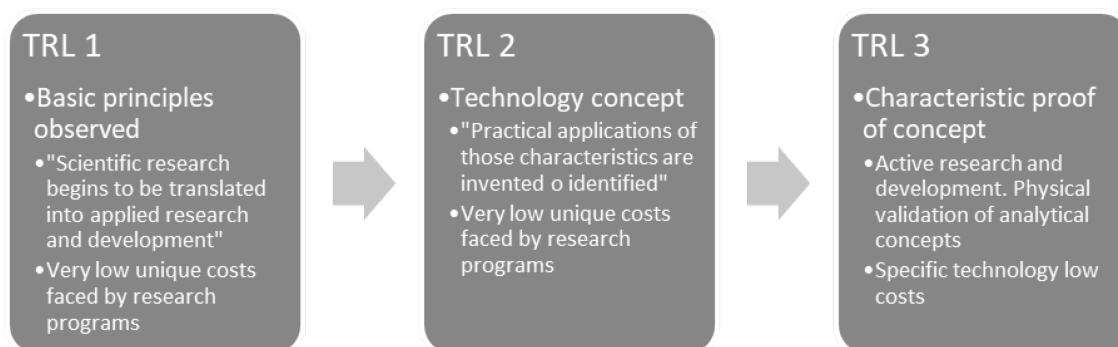 TRL 1
•Basic principles
observed
•"Scientific research
begins to be translated
into applied research
and development"
•Very low unique costs
faced by research
programs
TRL 2
•Technology concept
•"Practical applications of
those characteristics are
invented o identified"
•Very low unique costs
faced by research
programs
TRL 3
•Characteristic proof
of concept
•Active research and
development. Physical
validation of analytical
concepts
•Specific technology low
costs